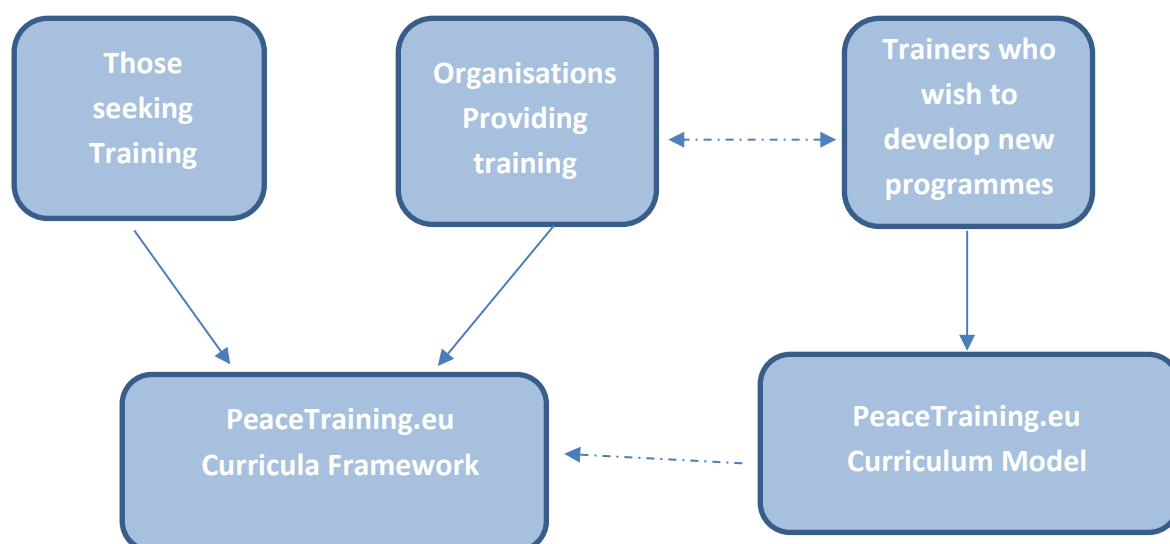 Those
seeking
Training
Organisations
Providing
training
Trainers who
wish to
develop new
programmes
PeaceTraining.eu
Curricula Framework
PeaceTraining.eu
Curriculum Model